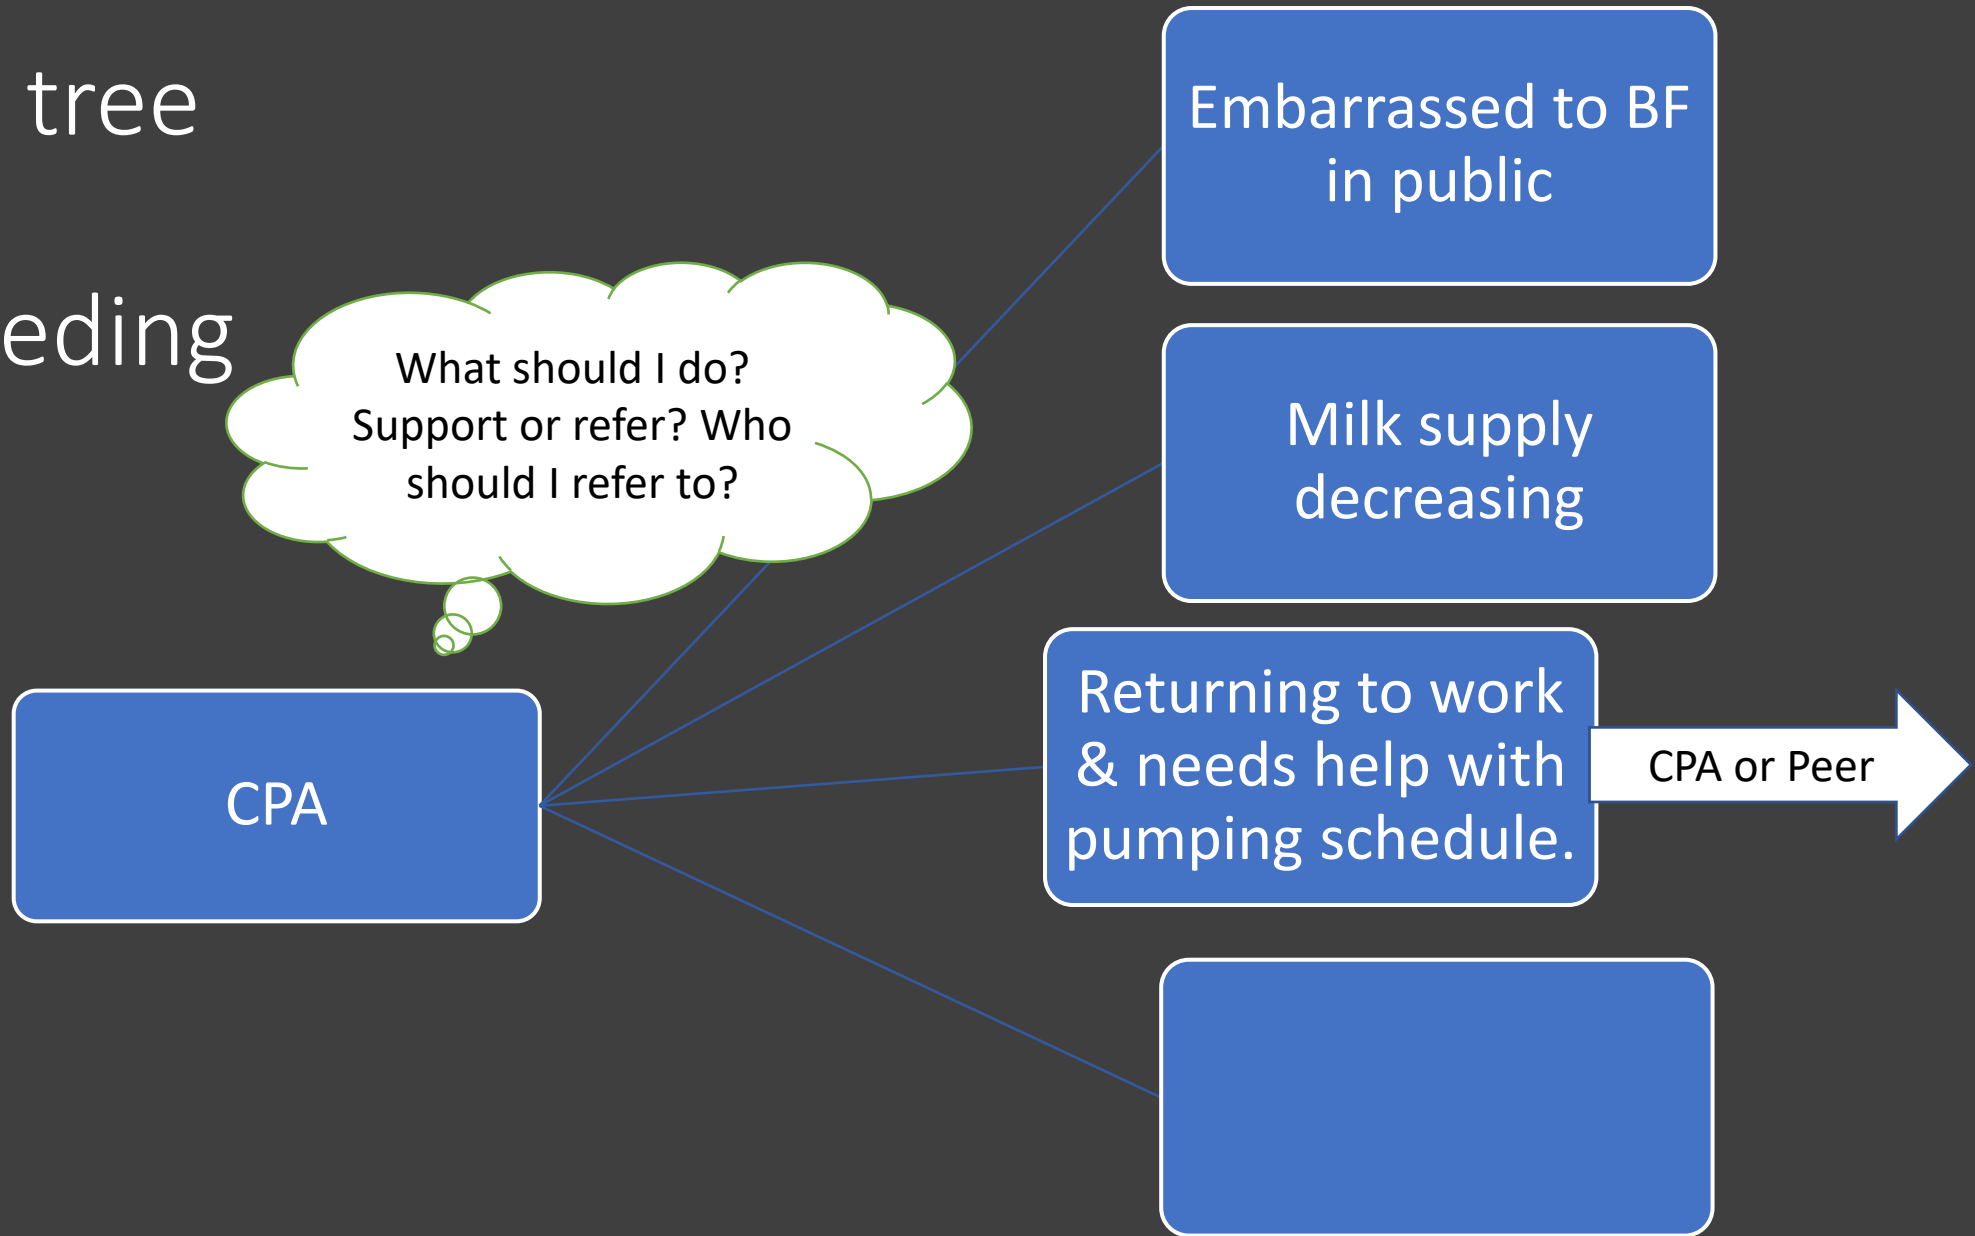 tree
eding
What should I do?
Support or refer? Who
should I refer to?
CPA
Embarrassed to BF
in public
Milk supply
decreasing
Returning to work
& needs help with
pumping schedule.
CPA or Peer